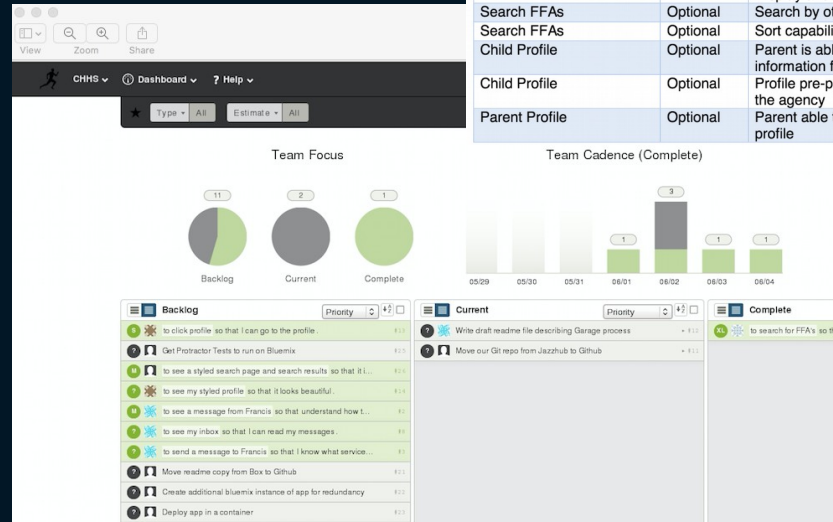 Search FFAs Optional Search by
Search FFAs Optional Sort
Child Profile Optional Parent is
information
Child Profile Optional Profile
the agency
Parent Profile Optional Parent able
profile
View Zoom Share
CHHS Dashboard ? Help
Type All Estimate All
Team Focus
11 2 1
Backlog Current Complete
Team Cadence (Complete)
3
1 1 1
05/29 05/30 05/31 06/01 06/02 06/03 06/04
Backlog Priority
S to click profile so that I can go to the profile.
? Get Protractor Tests to run on Bluemix
M to see a styled search page and search results so that it i...
? to see my styled profile so that it looks beautiful.
M to see a message from Francis so that understand how t...
? to see my inbox so that I can read my messages.
? to send a message to Francis so that I know what service...
? Move readme copy from Box to Github
? Create additional bluemix instance of app for redundancy
? Deploy app in a container
Current Priority
? Write draft readme file describing Garage process
? Move our Git repo from Jazzhub to Github
Complete
XL to search for FFA's so